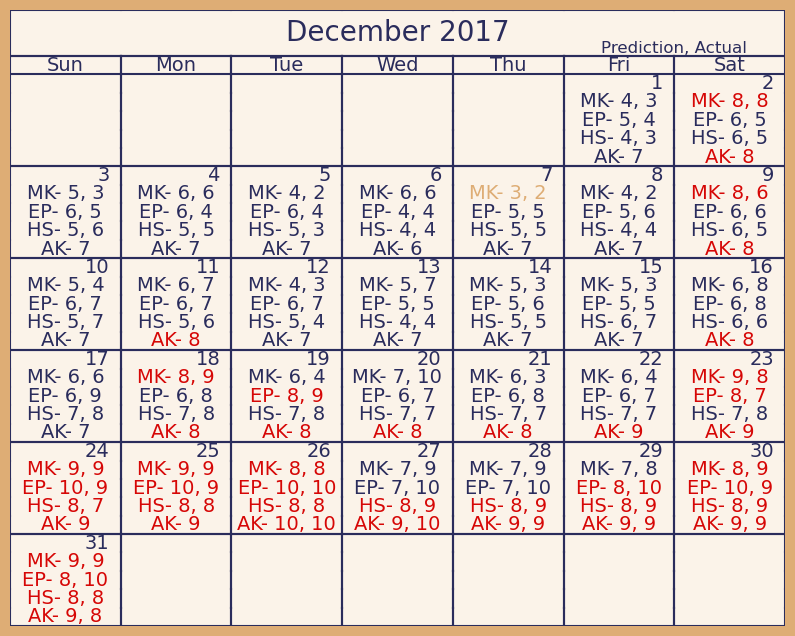 December 2017
Prediction, Actual
Sun Mon Tue Wed Thu Fri Sat
1 2
MK- 4, 3 MK- 8, 8
EP- 5, 4 EP- 6, 5
HS- 4, 3 HS- 6, 5
AK- 7 AK- 8
3 4 5 6 7 8 9
MK- 5, 3 MK- 6, 6 MK- 4, 2 MK- 6, 6 MK- 3, 2 MK- 4, 2 MK- 8, 6
EP- 6, 5 EP- 6, 4 EP- 6, 4 EP- 4, 4 EP- 5, 5 EP- 5, 6 EP- 6, 6
HS- 5, 6 HS- 5, 5 HS- 5, 3 HS- 4, 4 HS- 5, 5 HS- 4, 4 HS- 6, 5
AK- 7 AK- 7 AK- 7 AK- 6 AK- 7 AK- 7 AK- 8
10 11 12 13 14 15 16
MK- 5, 4 MK- 6, 7 MK- 4, 3 MK- 5, 7 MK- 5, 3 MK- 5, 3 MK- 6, 8
EP- 6, 7 EP- 6, 7 EP- 6, 7 EP- 5, 5 EP- 5, 6 EP- 5, 5 EP- 6, 8
HS- 5, 7 HS- 5, 6 HS- 5, 4 HS- 4, 4 HS- 5, 5 HS- 6, 7 HS- 6, 6
AK- 7 AK- 8 AK- 7 AK- 7 AK- 7 AK- 7 AK- 8
17 18 19 20 21 22 23
MK- 6, 6 MK- 8, 9 MK- 6, 4 MK- 7, 10 MK- 6, 3 MK- 6, 4 MK- 9, 8
EP- 6, 9 EP- 6, 8 EP- 8, 9 EP- 6, 7 EP- 6, 8 EP- 6, 7 EP- 8, 7
HS- 7, 8 HS- 7, 8 HS- 7, 8 HS- 7, 7 HS- 7, 7 HS- 7, 7 HS- 7, 8
AK- 7 AK- 8 AK- 8 AK- 8 AK- 8 AK- 9 AK- 9
24 25 26 27 28 29 30
MK- 9, 9 MK- 9, 9 MK- 8, 8 MK- 7, 9 MK- 7, 9 MK- 7, 8 MK- 8, 9
EP- 10, 9 EP- 10, 9 EP- 10, 10 EP- 7, 10 EP- 7, 10 EP- 8, 10 EP- 10, 9
HS- 8, 7 HS- 8, 8 HS- 8, 8 HS- 8, 9 HS- 8, 9 HS- 8, 9 HS- 8, 9
AK- 9 AK- 9 AK- 10, 10 AK- 9, 10 AK- 9, 9 AK- 9, 9 AK- 9, 9
31
MK- 9, 9
EP- 8, 10
HS- 8, 8
AK- 9, 8